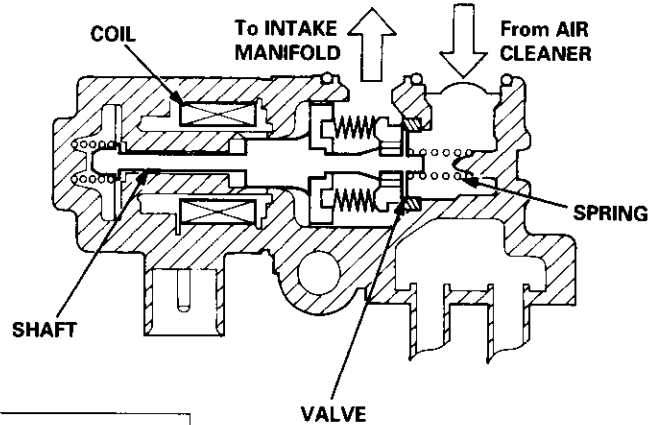 COIL
To INTAKE
MANIFOLD
From AIR
CLEANER
SPRING
SHAFT
VALVE